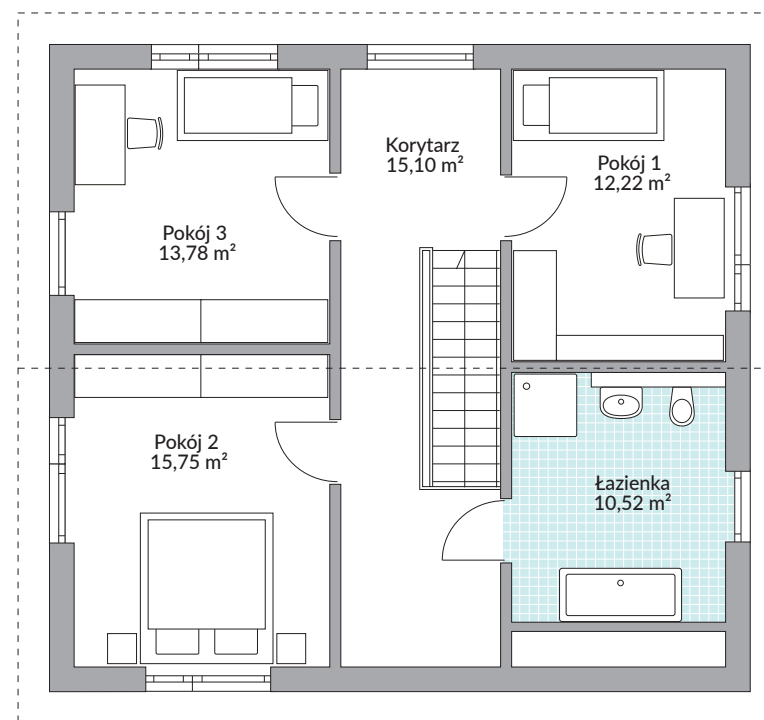 Korytarz
15,10 m²
Pokój 1
12,22 m²
Pokój 3
13,78 m²
Pokój 2
15,75 m²
Łazienka
10,52 m²